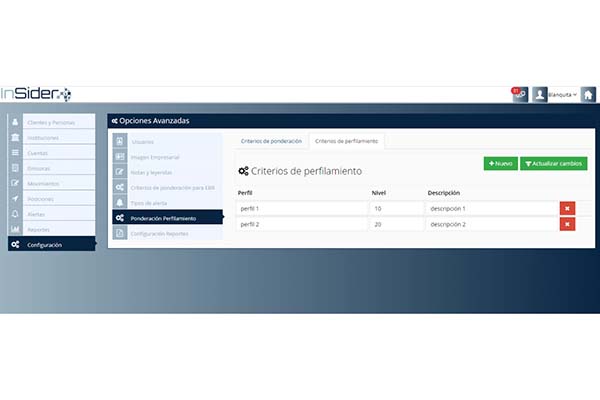 InSider
Blanquita
Opciones Avanzadas
Clientes y Personas
Instituciones
Cuentas
Emisoras
Movimientos
Posiciones
Alertas
Reportes
Configuración
Usuarios
Imagen Empresarial
Notas y leyendas
Criterios de ponderación para EBR
Tipos de alerta
Ponderación Perfilamiento
Configuración Reportes
Criterios de ponderación
Criterios de perfilamiento
Nuevo
Actualizar cambios
Criterios de perfilamiento
Perfil Nivel Descripción
perfil 1 10 descripción 1
perfil 2 20 descripción 2